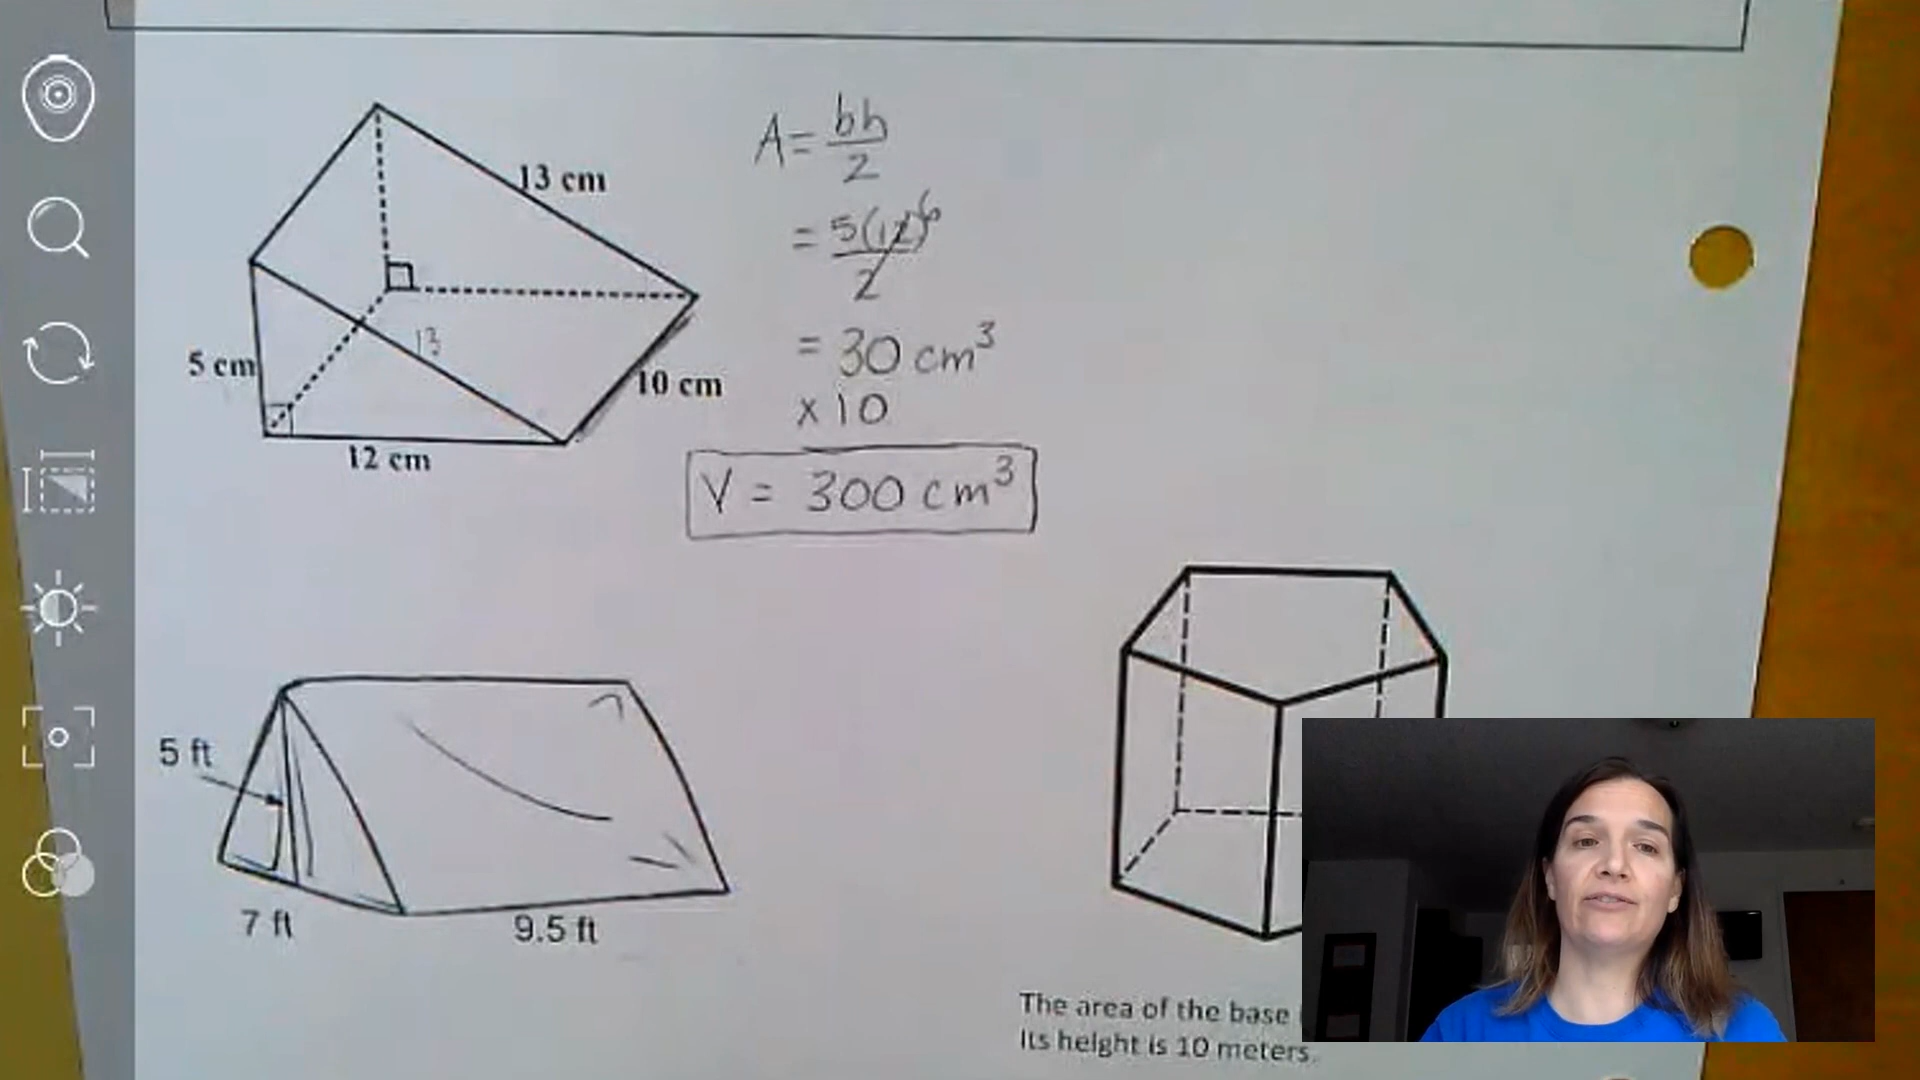 13 cm
13
5 cm
10 cm
12 cm
A = bh
2
= 5(12) 6
2
= 30 cm³
x 10
V = 300 cm³
5 ft
7 ft
9.5 ft
The area of the base
Its height is 10 meters.